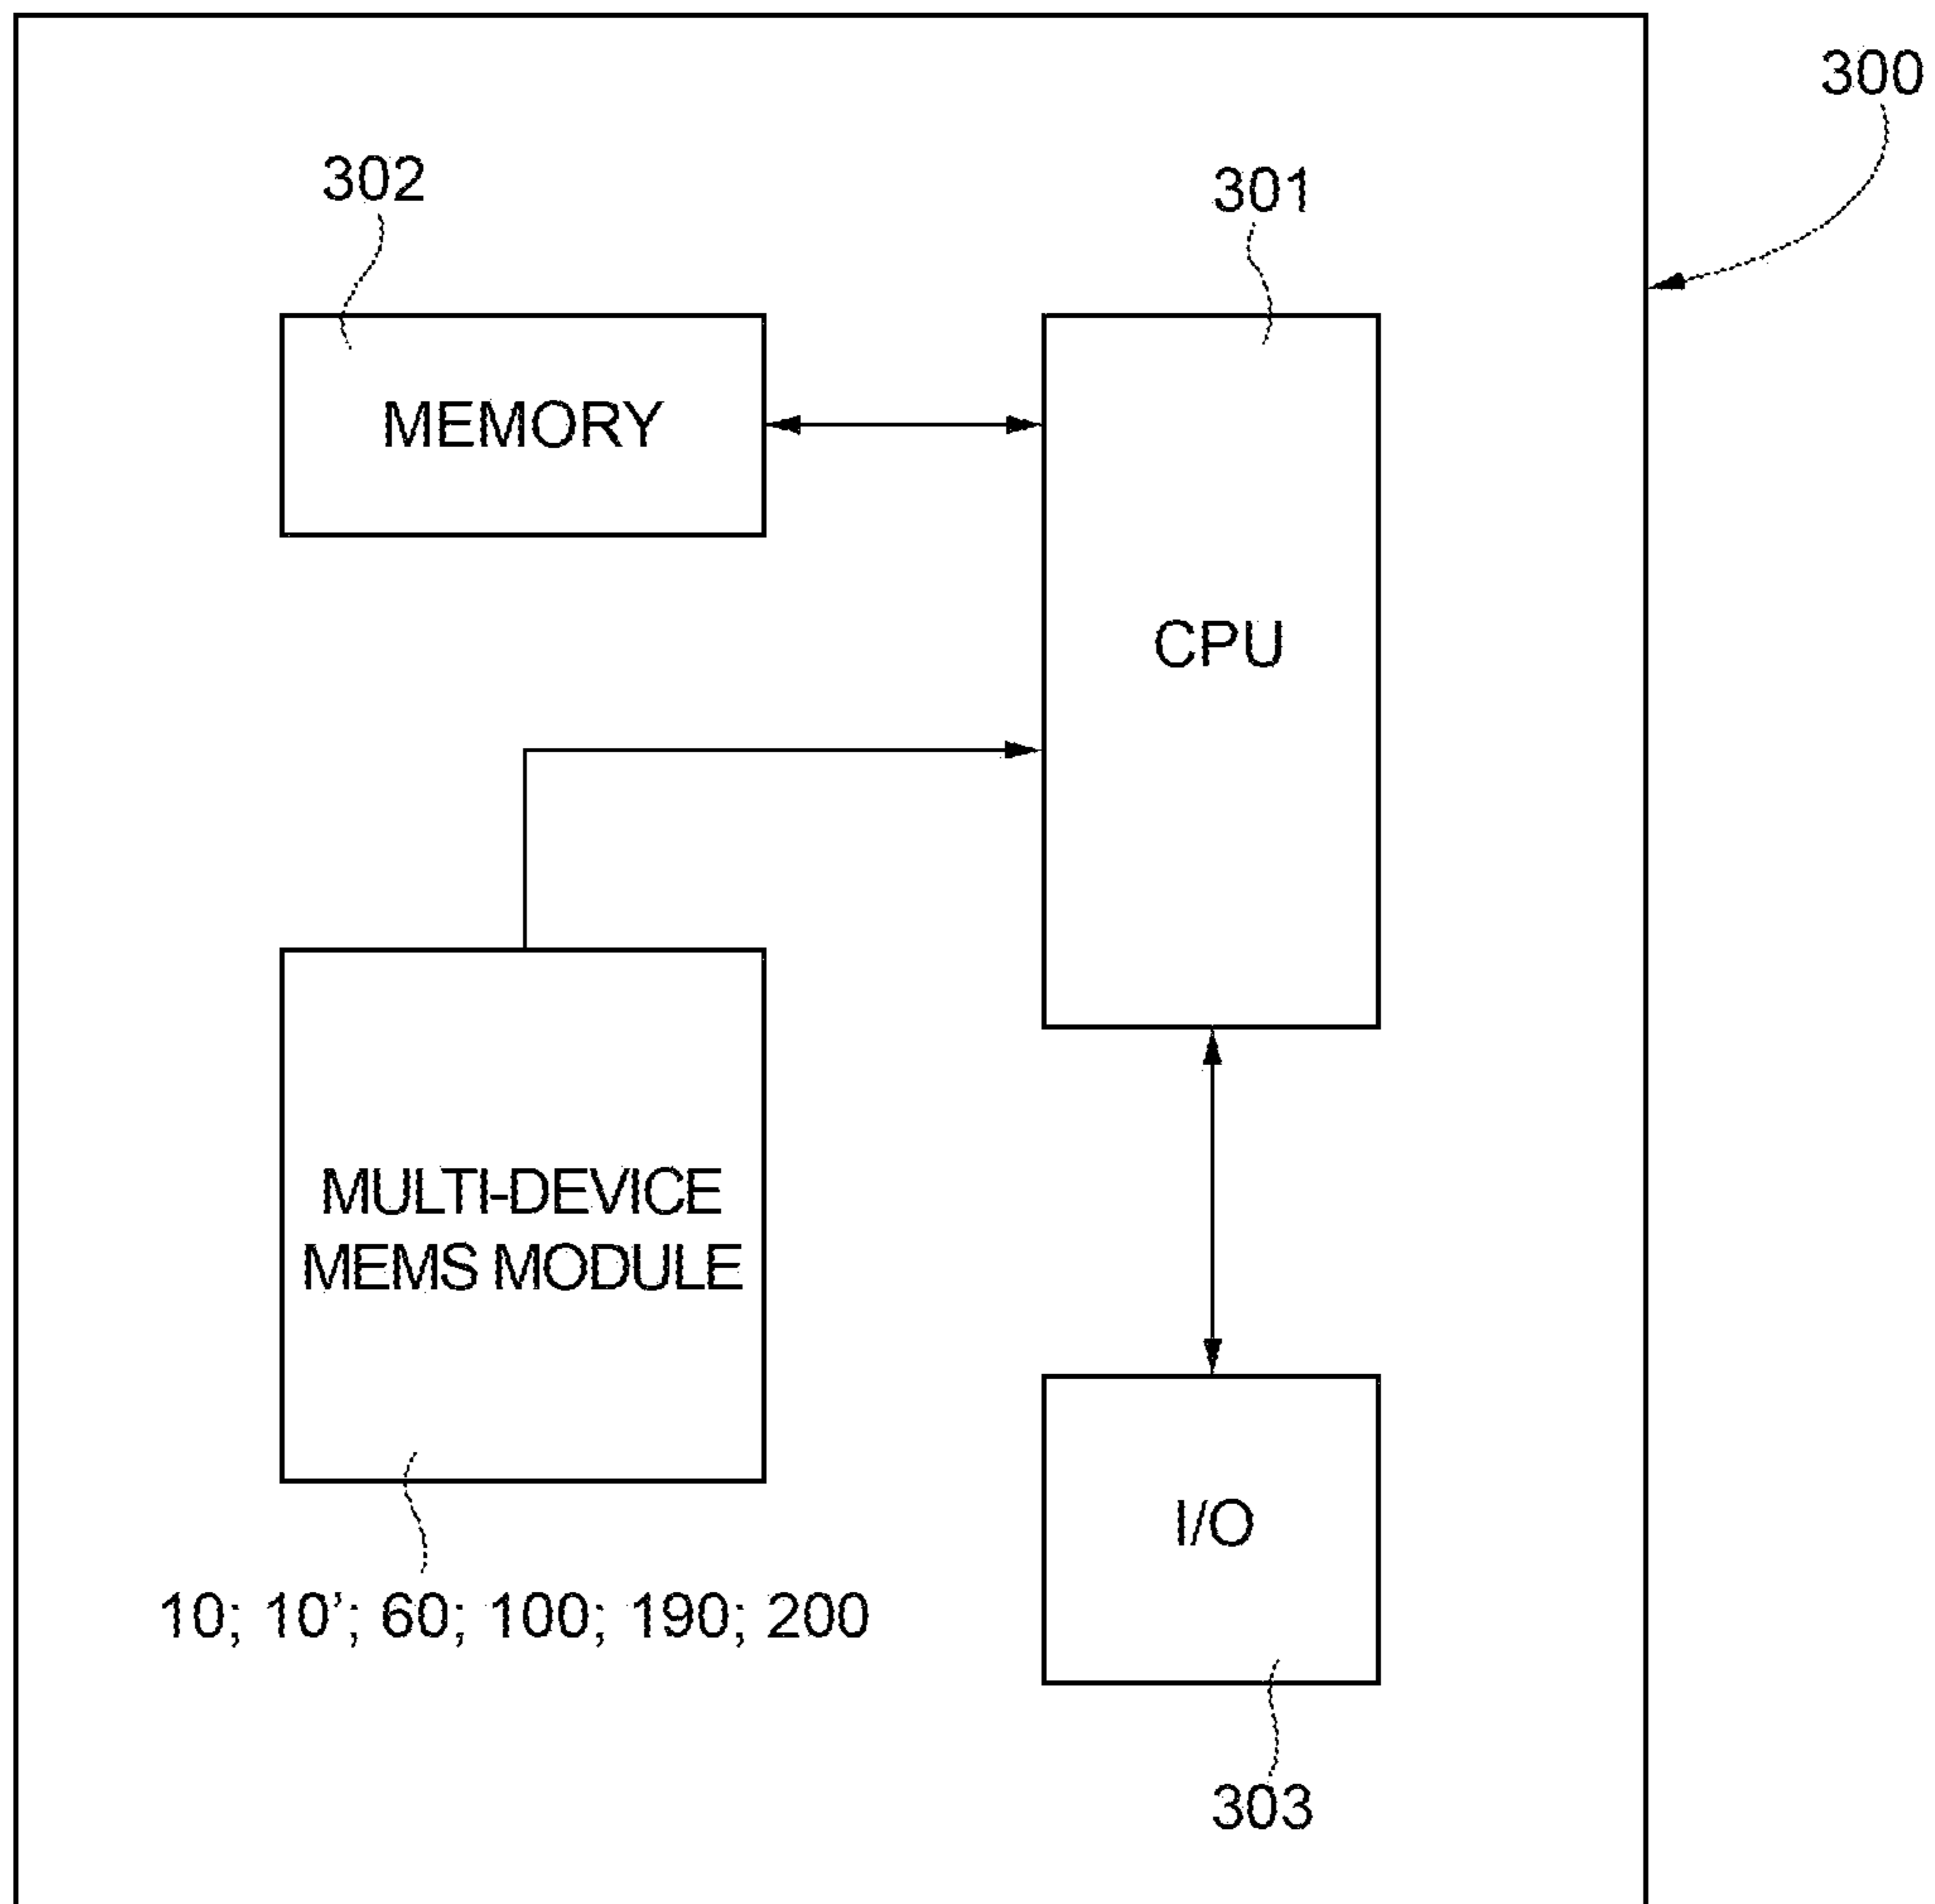 300
302
301
MEMORY
CPU
MULTI-DEVICE
MEMS MODULE
I/O
10; 10’; 60; 100; 190; 200
303